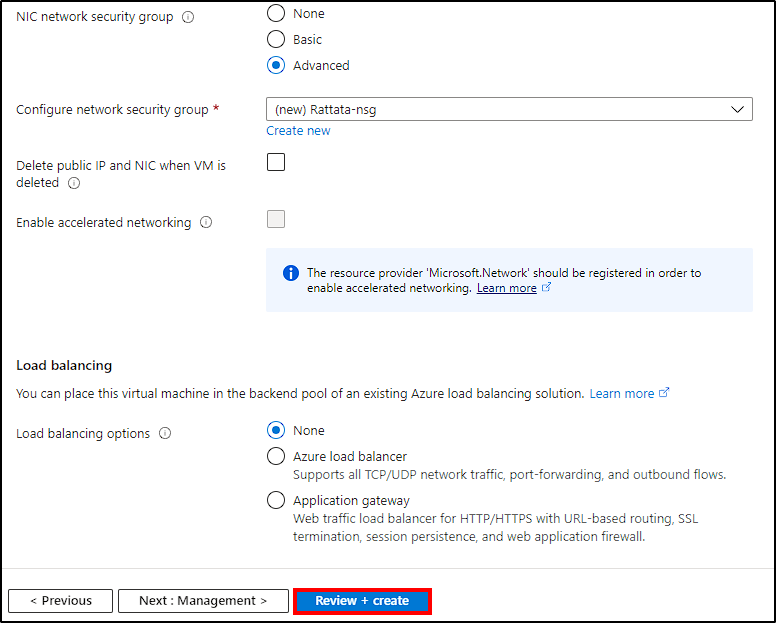 NIC network security group
None
Basic
Advanced
Configure network security group *
(new) Rattata-nsg
Create new
Delete public IP and NIC when VM is
deleted
Enable accelerated networking
The resource provider 'Microsoft.Network' should be registered in order to
enable accelerated networking. Learn more
Load balancing
You can place this virtual machine in the backend pool of an existing Azure load balancing solution. Learn more
Load balancing options
None
Azure load balancer
Supports all TCP/UDP network traffic, port-forwarding, and outbound flows.
Application gateway
Web traffic load balancer for HTTP/HTTPS with URL-based routing, SSL
termination, session persistence, and web application firewall.
< Previous
Next : Management >
Review + create